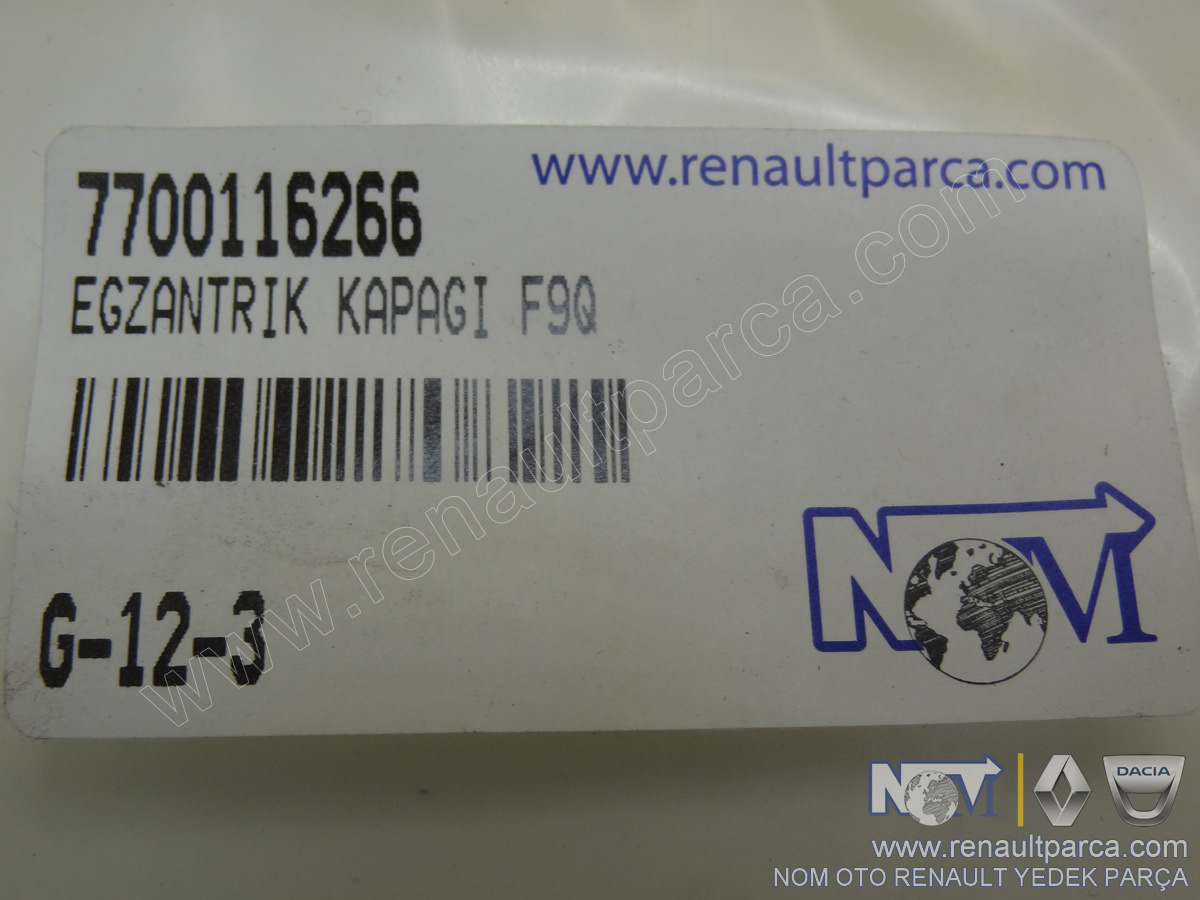 www.renaultparca.com
7700116266
EGZANTRIK KAPAGI F9Q
www.renaultparca.com
G-12-3
NOM
NOM
DACIA
www.renaultparca.com
NOM OTO RENAULT YEDEK PARÇA